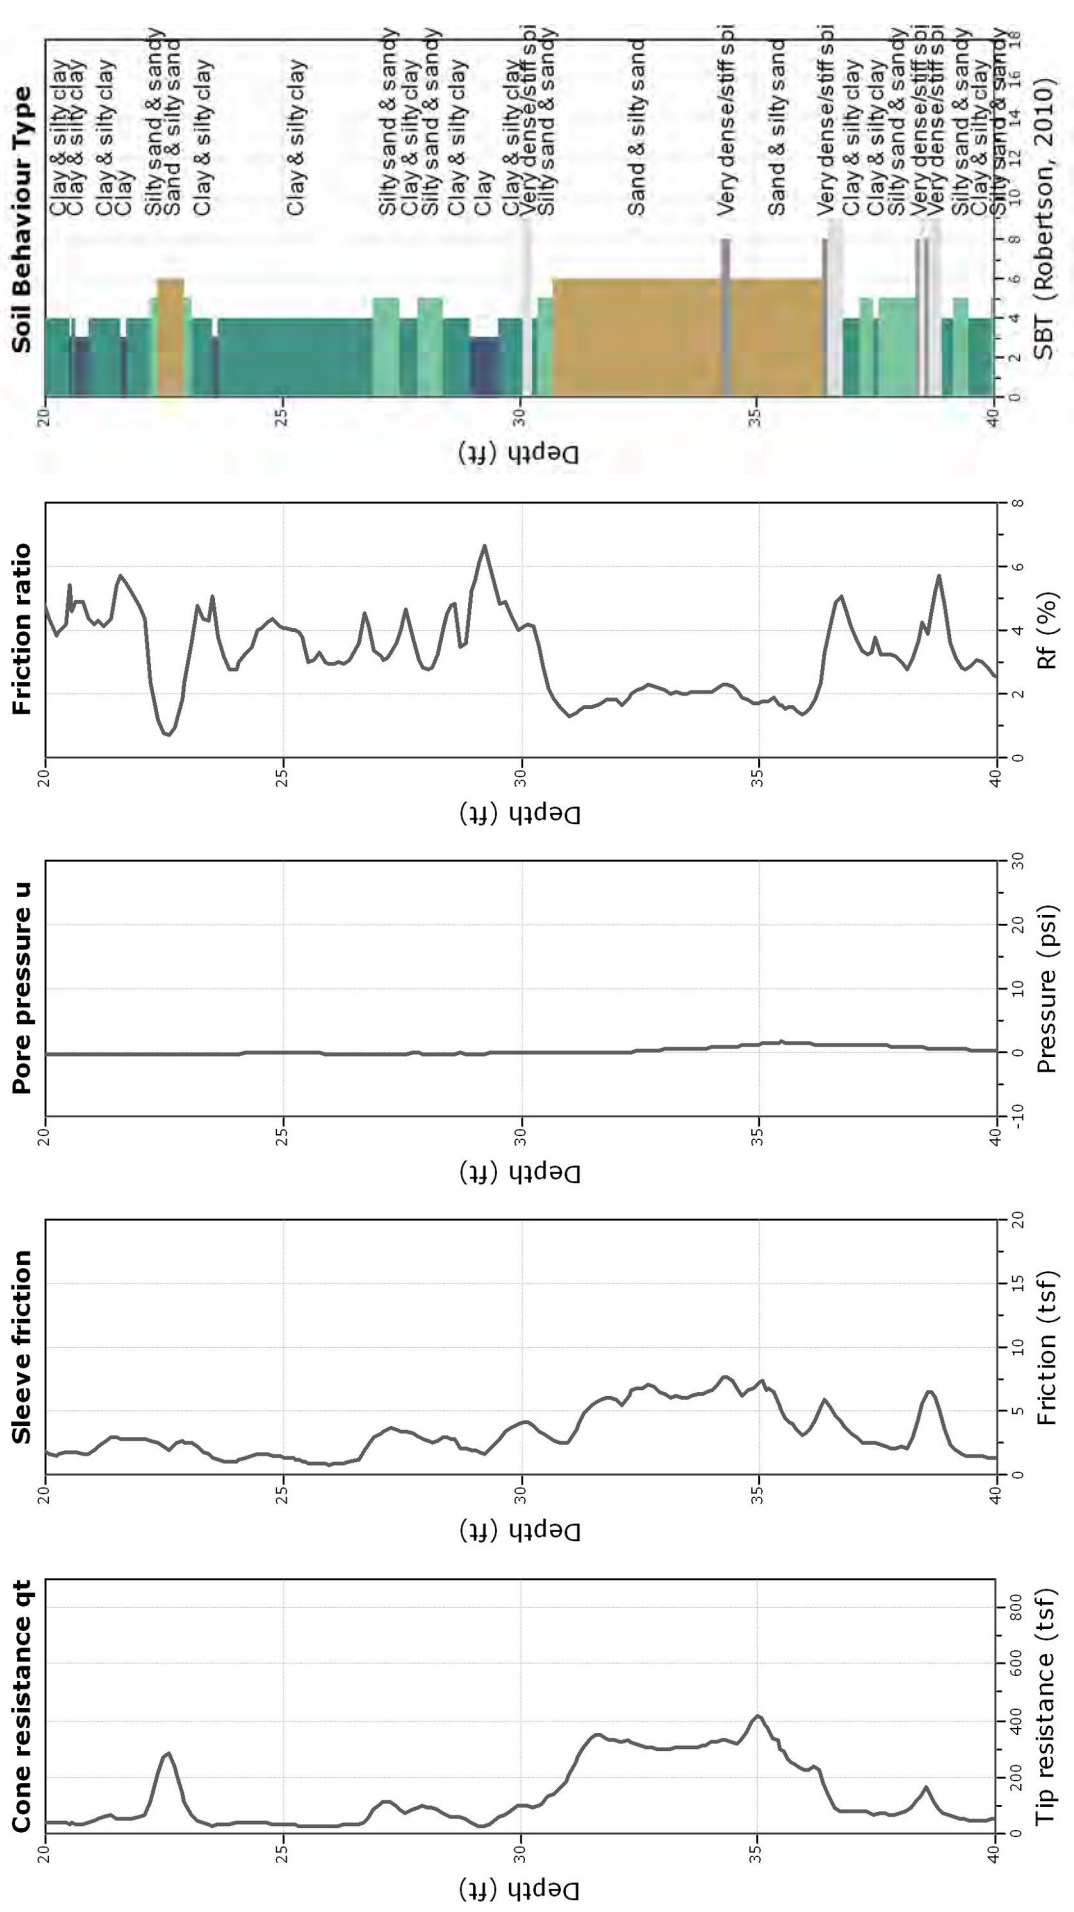 Cone resistance qt
800
600
400
200
0
20
25
30
35
40
Tip resistance (tsf)
Depth (ft)
Sleeve friction
20
15
10
5
0
20
25
30
35
40
Friction (tsf)
Depth (ft)
Pore pressure u
30
20
10
0
-10
20
25
30
35
40
Pressure (psi)
Depth (ft)
Friction ratio
8
6
4
2
0
20
25
30
35
40
Rf (%)
Depth (ft)
Soil Behaviour Type
Clay & silty clay
Clay & silty clay
Clay & silty clay
Clay
Silty sand & sandy
Sand & silty sand
Clay & silty clay
Clay & silty clay
Silty sand & sandy
Clay & silty clay
Silty sand & sandy
Clay & silty clay
Clay
Clay & silty clay
Very dense/stiff soi
Silty sand & sandy
Sand & silty sand
Very dense/stiff soi
Sand & silty sand
Very dense/stiff soi
Clay & silty clay
Clay & silty clay
Silty sand & sandy
Very dense/stiff soi
Very dense/stiff soi
Silty sand & sandy
Clay & silty clay
Silty sand & sandy
18
16
14
12
10
8
6
4
2
0
20
25
30
35
40
SBT (Robertson, 2010)
Depth (ft)